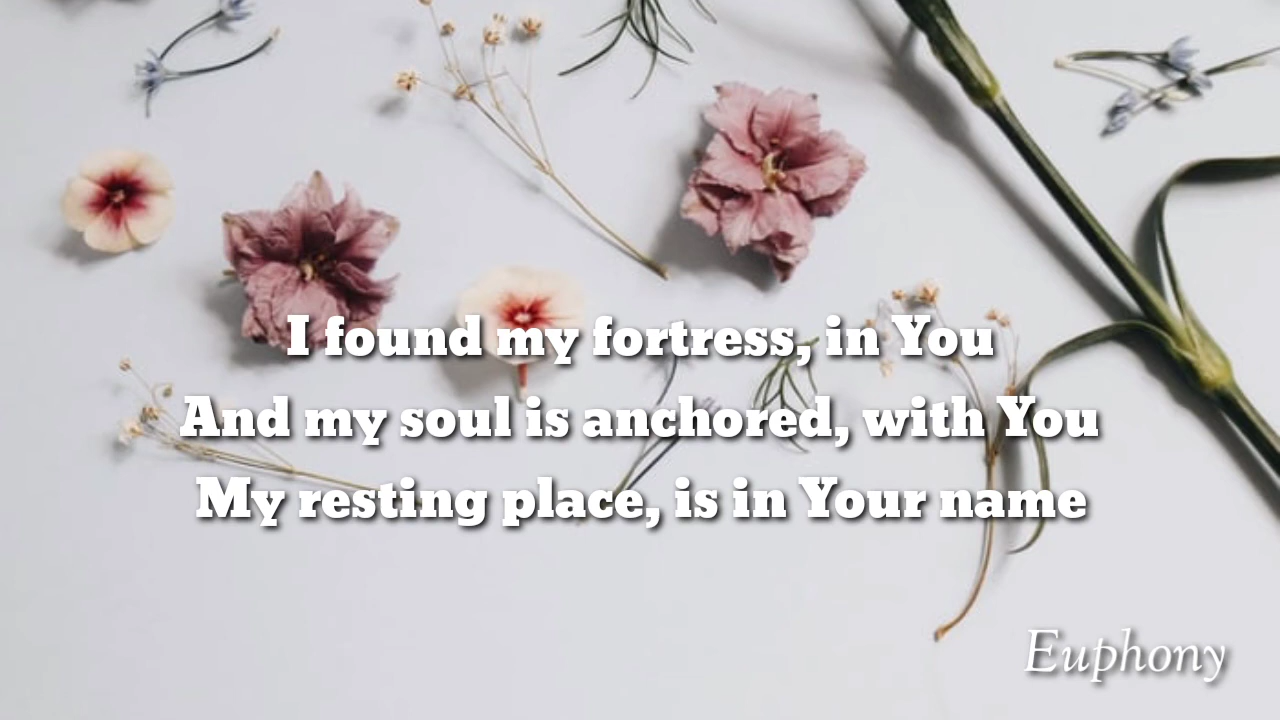 I found my fortress, in You
And my soul is anchored, with You
My resting place, is in Your name
Euphony